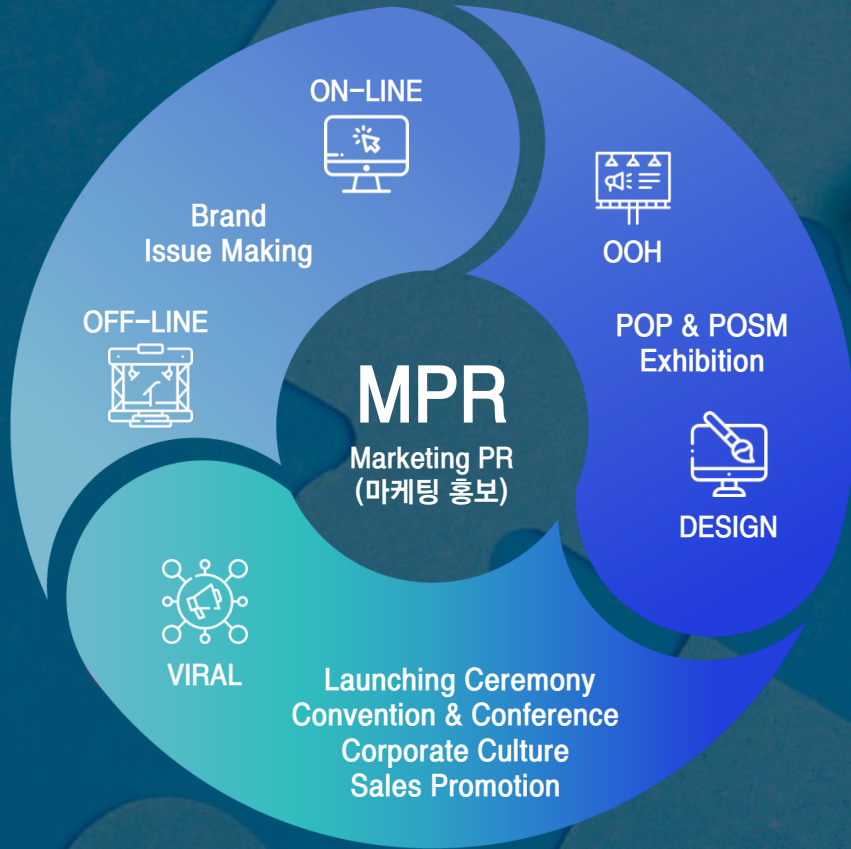 ON-LINE
Brand
Issue Making
OFF-LINE
OOH
POP & POSM
Exhibition
DESIGN
MPR
Marketing PR
(마케팅 홍보)
VIRAL
Launching Ceremony
Convention & Conference
Corporate Culture
Sales Promotion